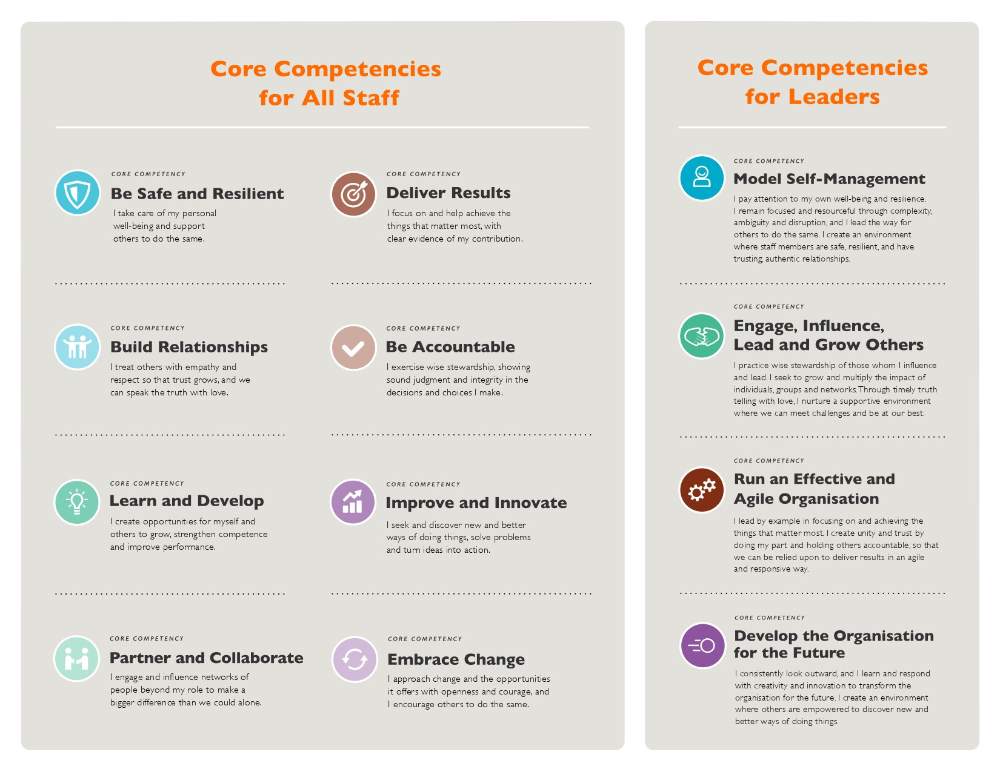 Core Competencies
for All Staff
CORE COMPETENCY
Be Safe and Resilient
I take care of my personal
well-being and support
others to do the same.
CORE COMPETENCY
Deliver Results
I focus on and help achieve the
things that matter most, with
clear evidence of my contribution.
CORE COMPETENCY
Build Relationships
I treat others with empathy and
respect so that trust grows, and we
can speak the truth with love.
CORE COMPETENCY
Be Accountable
I exercise wise stewardship, showing
sound judgment and integrity in the
decisions and choices I make.
CORE COMPETENCY
Learn and Develop
I create opportunities for myself and
others to grow, strengthen competence
and improve performance.
CORE COMPETENCY
Improve and Innovate
I seek and discover new and better
ways of doing things, solve problems
and turn ideas into action.
CORE COMPETENCY
Partner and Collaborate
I engage and influence networks of
people beyond my role to make a
bigger difference than we could alone.
CORE COMPETENCY
Embrace Change
I approach change and the opportunities
it offers with openness and courage, and
I encourage others to do the same.
Core Competencies
for Leaders
CORE COMPETENCY
Model Self-Management
I pay attention to my own well-being and resilience.
I remain focused and resourceful through complexity,
ambiguity and disruption, and I lead the way for
others to do the same. I create an environment
where staff members are safe, resilient, and have
trusting, authentic relationships.
CORE COMPETENCY
Engage, Influence,
Lead and Grow Others
I practice wise stewardship of those whom I influence
and lead. I seek to grow and multiply the impact of
individuals, groups and networks. Through timely truth
telling with love, I nurture a supportive environment
where we can meet challenges and be at our best.
CORE COMPETENCY
Run an Effective and
Agile Organisation
I lead by example in focusing on and achieving the
things that matter most. I create unity and trust by
doing my part and holding others accountable, so that
we can be relied upon to deliver results in an agile
and responsive way.
CORE COMPETENCY
Develop the Organisation
for the Future
I consistently look outward, and I learn and respond
with creativity and innovation to transform the
organisation for the future. I create an environment
where others are empowered to discover new and
better ways of doing things.